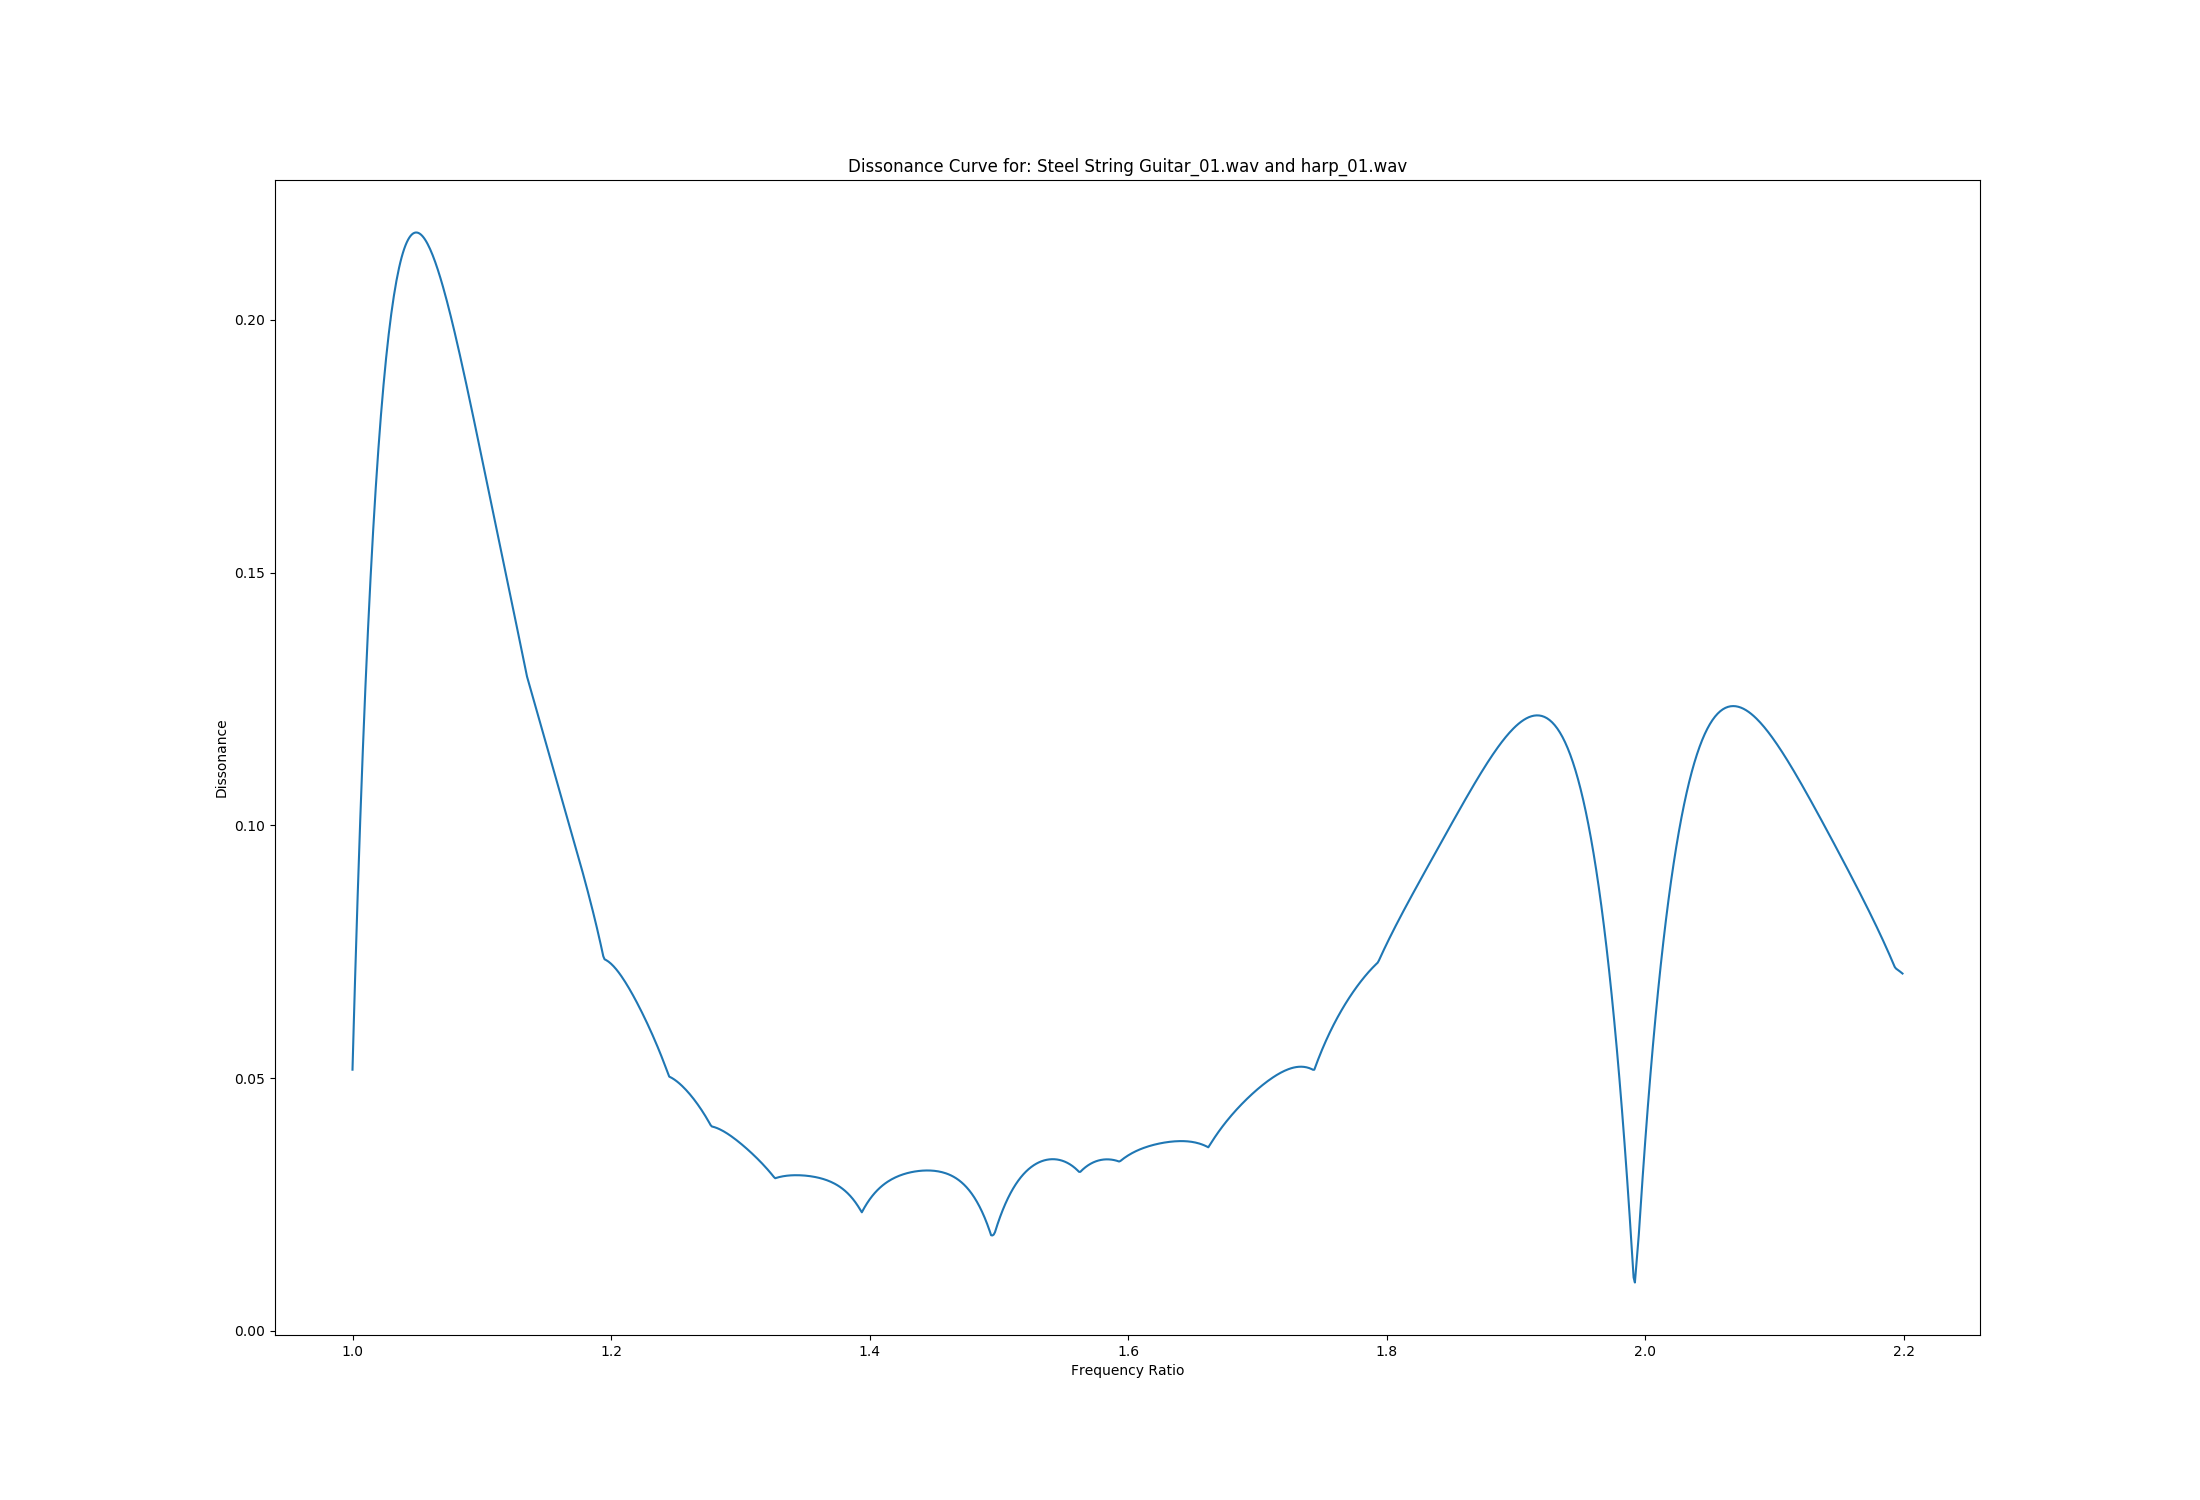 Dissonance Curve for: Steel String Guitar_01.wav and harp_01.wav
Dissonance
0.20
0.15
0.10
0.05
0.00
1.0 1.2 1.4 1.6 1.8 2.0 2.2
Frequency Ratio